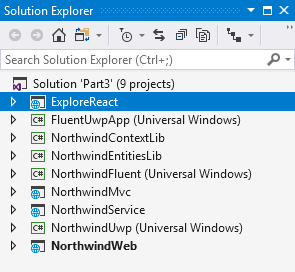 Solution Explorer
Search Solution Explorer (Ctrl+;)
Solution 'Part3' (9 projects)
ExploreReact
C# FluentUwpApp (Universal Windows)
C# NorthwindContextLib
C# NorthwindEntitiesLib
C# NorthwindFluent (Universal Windows)
NorthwindMvc
NorthwindService
C# NorthwindUwp (Universal Windows)
NorthwindWeb